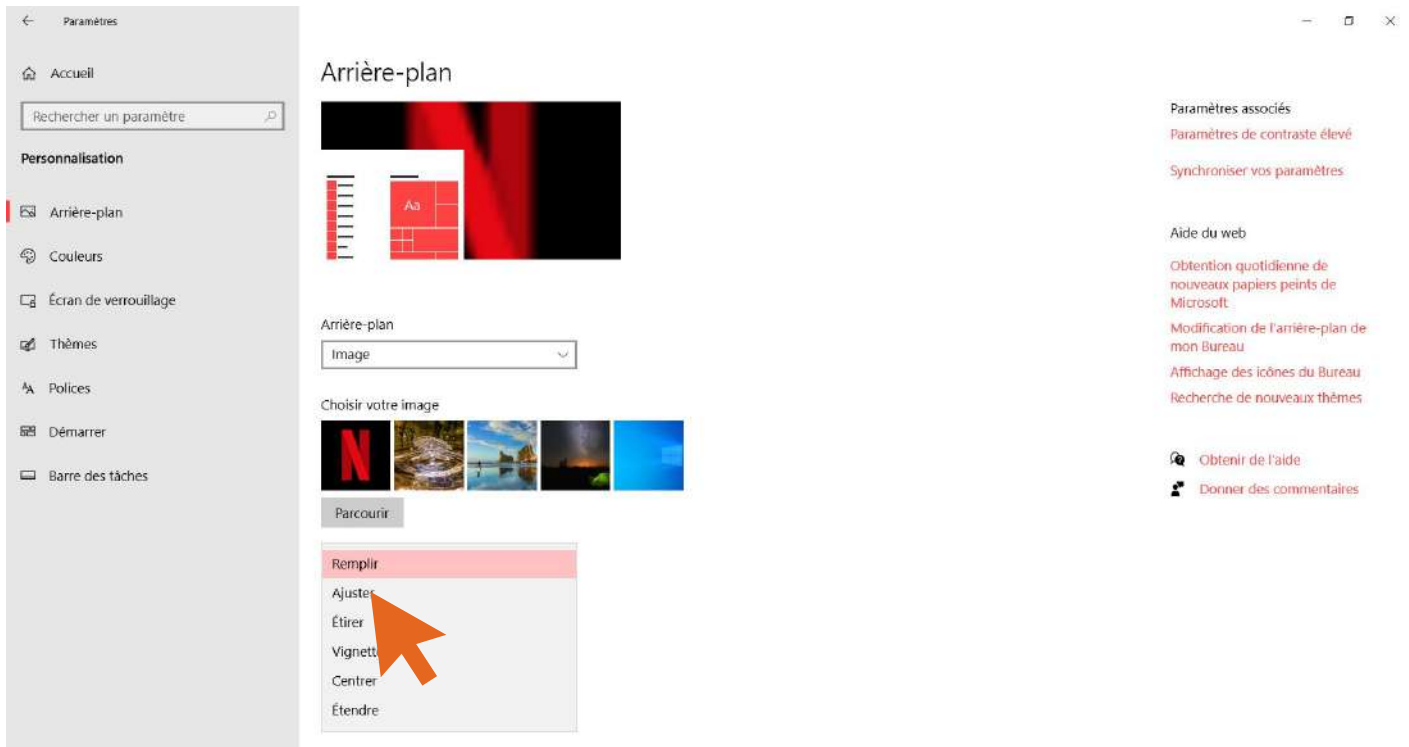 Paramètres
Accueil
Rechercher un paramètre
Personnalisation
Arrière-plan
Couleurs
Écran de verrouillage
Thèmes
Polices
Démarrer
Barre des tâches
Arrière-plan
Aa
Arrière-plan
Image
Choisir votre image
N
Parcourir
Remplir
Ajuster
Étirer
Vignette
Centrer
Étendre
Paramètres associés
Paramètres de contraste élevé
Synchroniser vos paramètres
Aide du web
Obtention quotidienne de
nouveaux papiers peints de
Microsoft
Modification de l'arrière-plan de
mon Bureau
Affichage des icônes du Bureau
Recherche de nouveaux thèmes
Obtenir de l'aide
Donner des commentaires